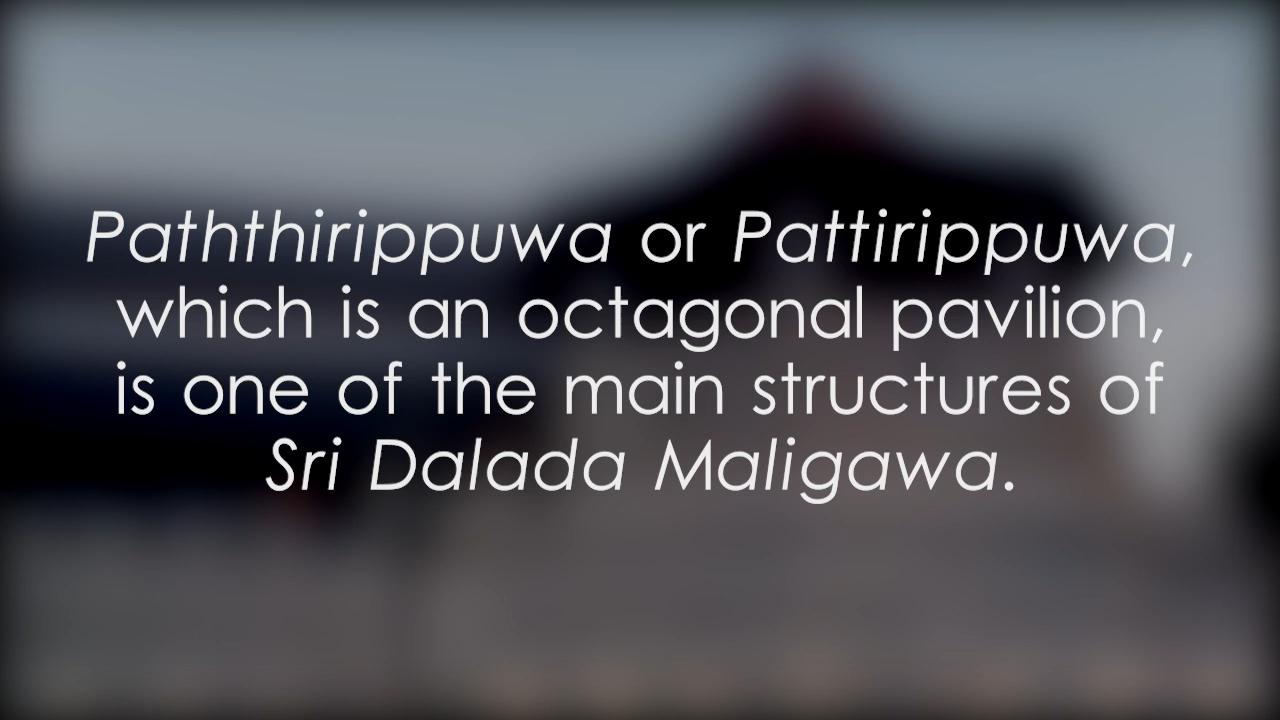 Paththirippuwa or Pattirippuwa,
which is an octagonal pavilion,
is one of the main structures of
Sri Dalada Maligawa.